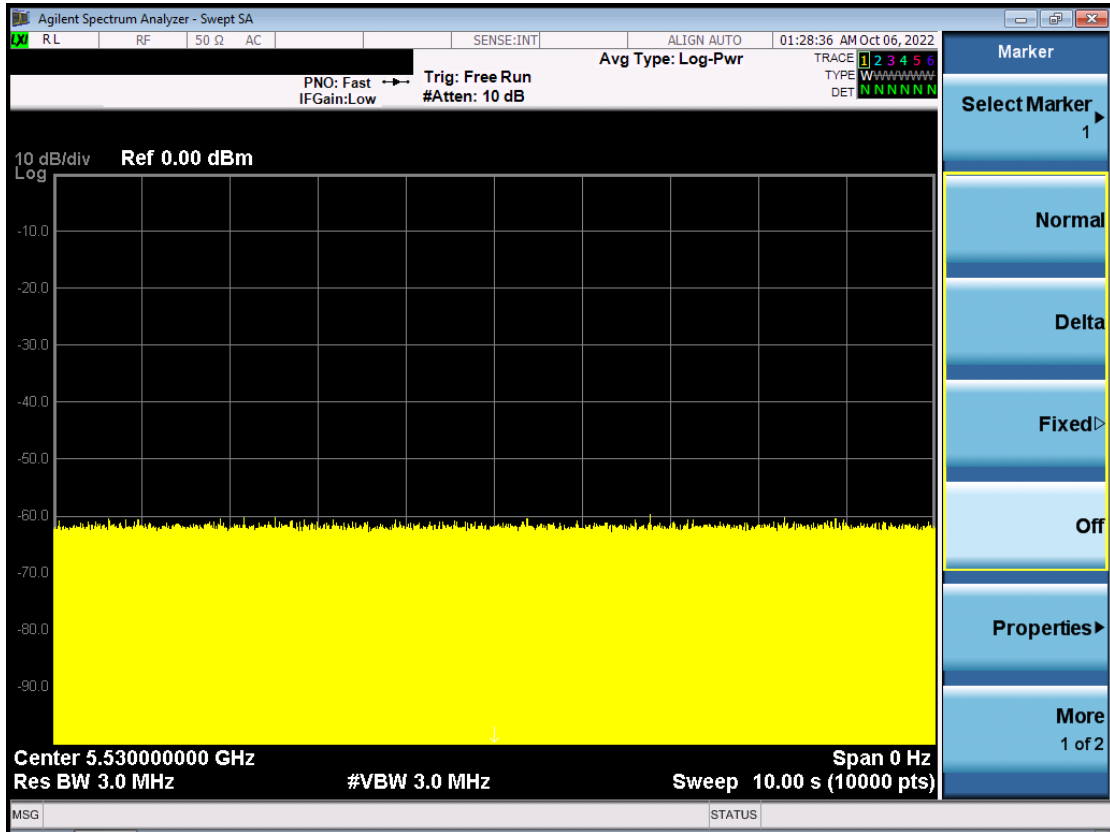 Agilent Spectrum Analyzer - Swept SA
LXI RL RF 50 Ω AC SENSE:INT ALIGN AUTO 01:28:36 AM Oct 06, 2022
Avg Type: Log-Pwr
TRACE 1 2 3 4 5 6
PNO: Fast Trig: Free Run
TYPE WWWWWW
IFGain:Low #Atten: 10 dB
DET N N N N N N
10 dB/div Ref 0.00 dBm
Log
-10.0
-20.0
-30.0
-40.0
-50.0
-60.0
-70.0
-80.0
-90.0
Center 5.530000000 GHz Span 0 Hz
Res BW 3.0 MHz #VBW 3.0 MHz Sweep 10.00 s (10000 pts)
MSG STATUS
Marker
Select Marker
1
Normal
Delta
Fixed
Off
Properties
More
1 of 2